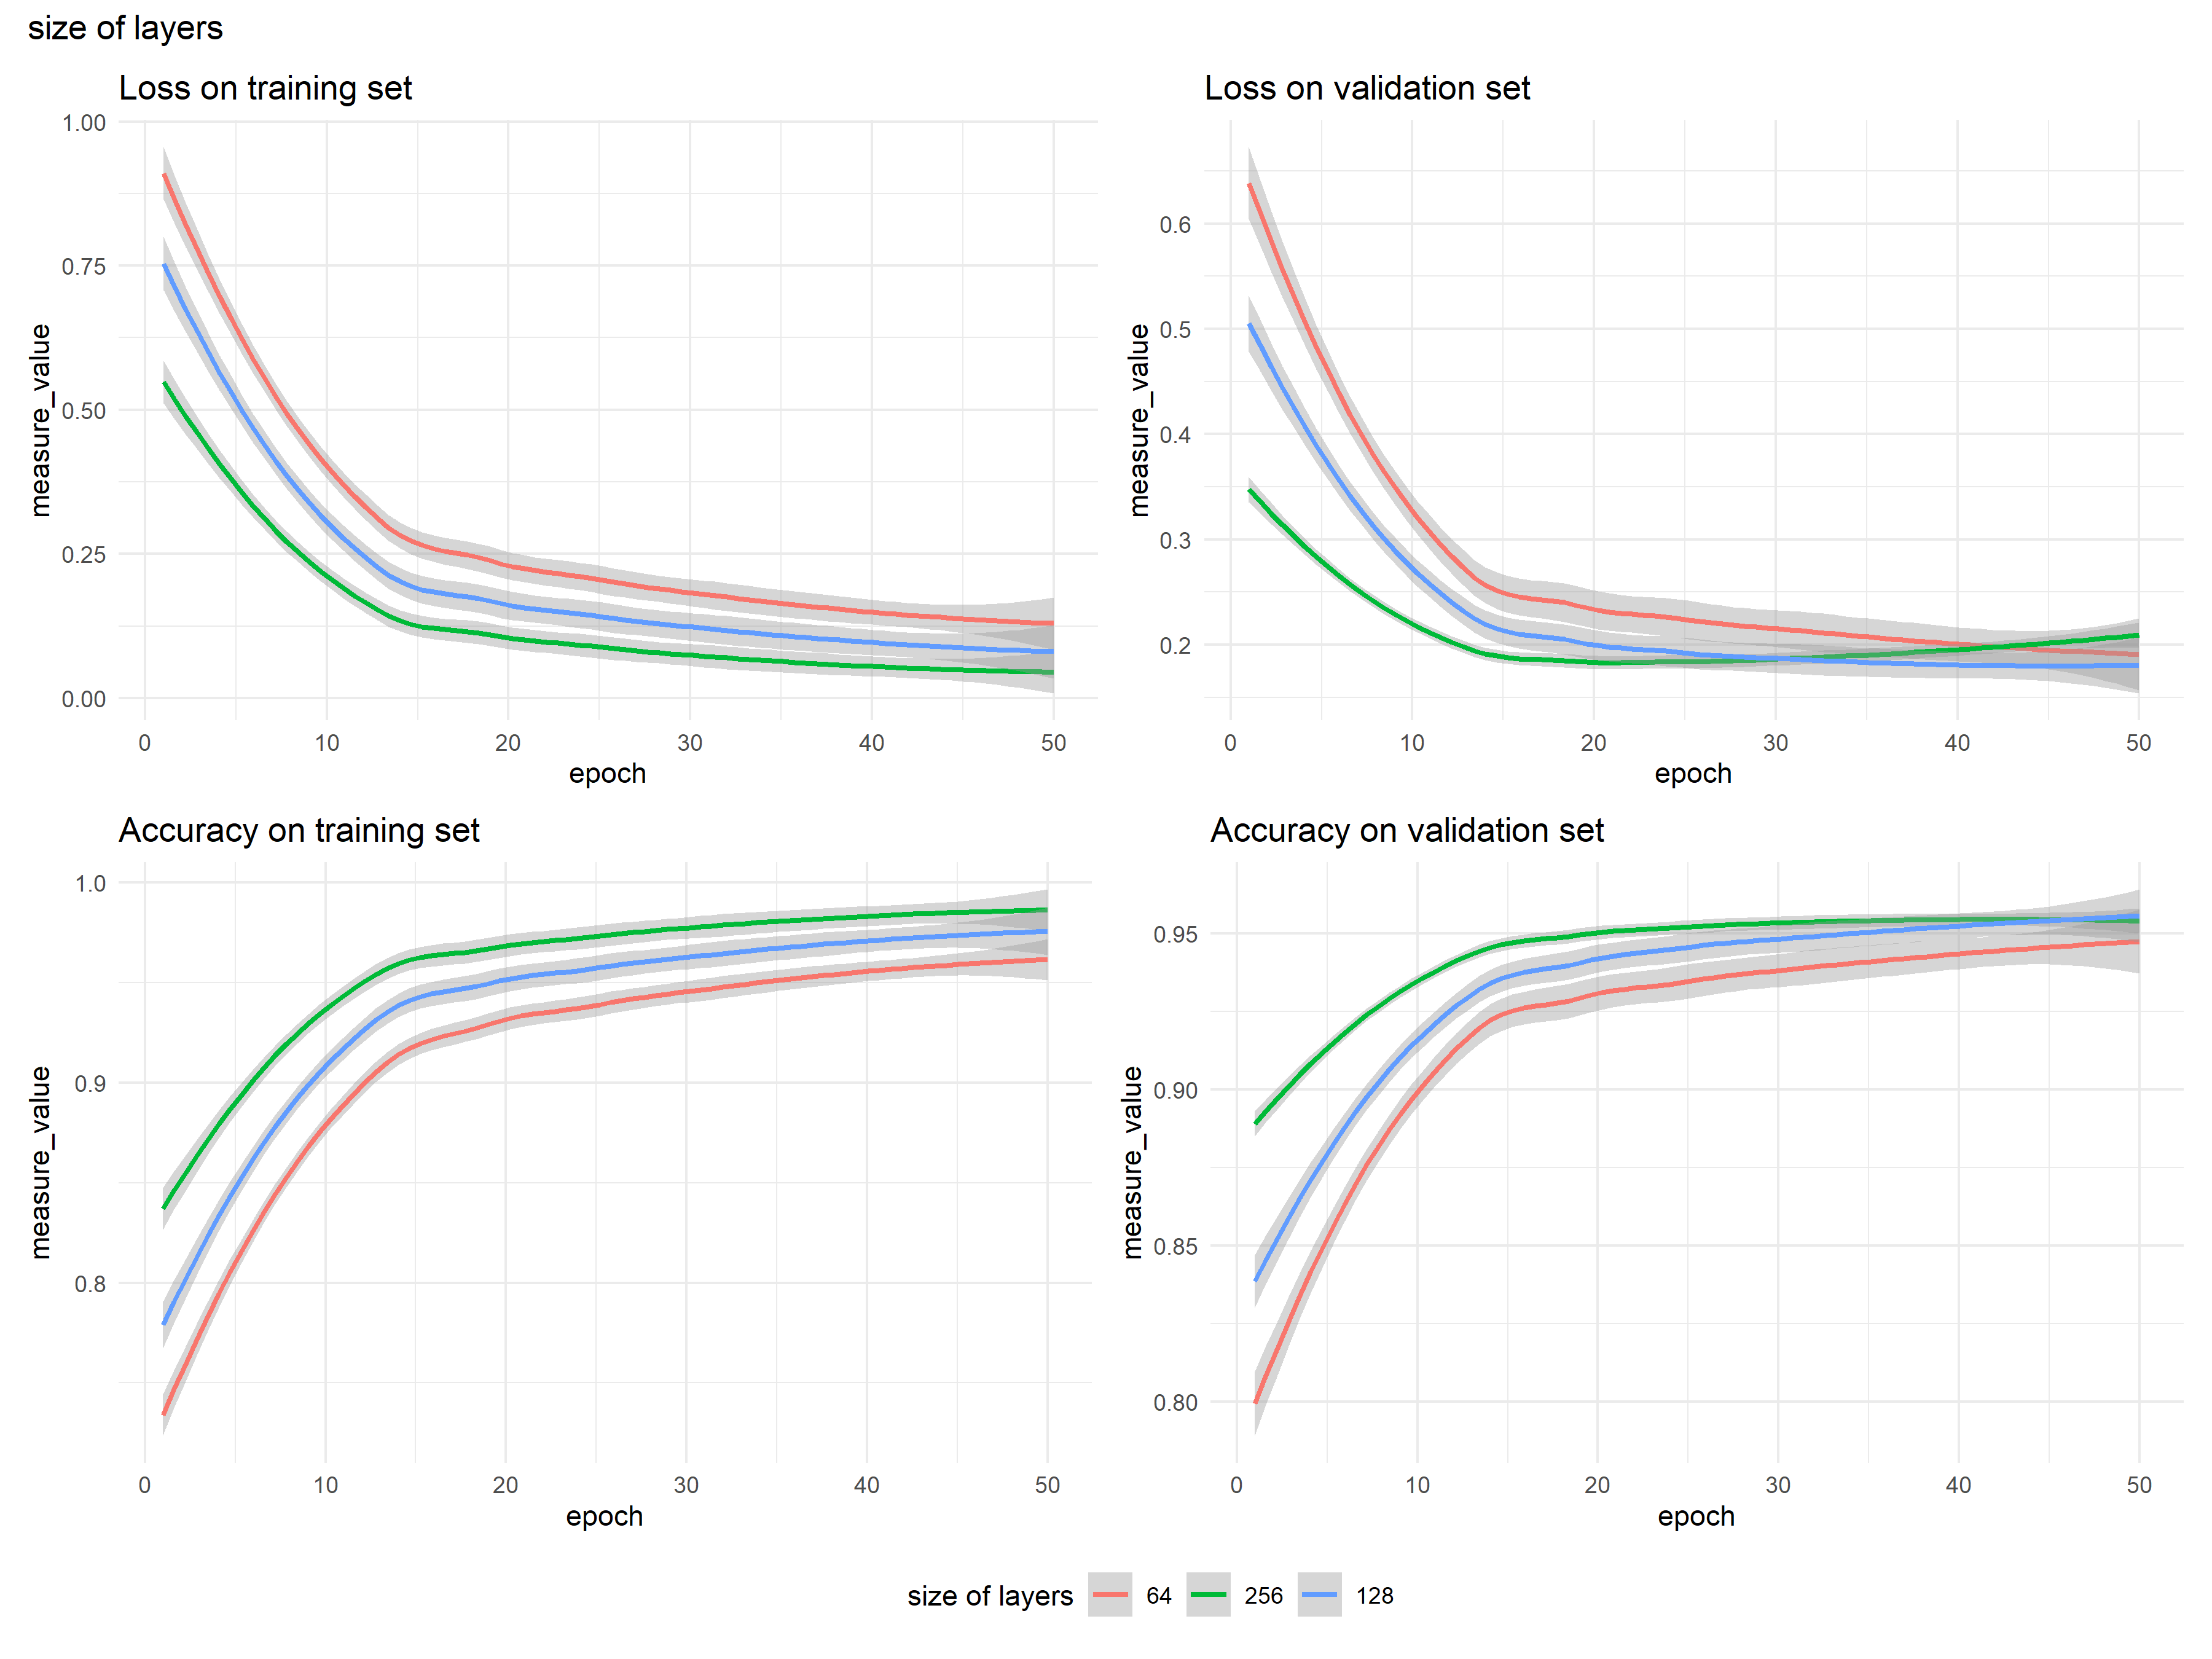 size of layers
Loss on training set
measure_value
1.00
0.75
0.50
0.25
0.00
0 10 20 30 40 50
epoch
Loss on validation set
measure_value
0.6
0.5
0.4
0.3
0.2
0 10 20 30 40 50
epoch
Accuracy on training set
measure_value
1.0
0.9
0.8
0 10 20 30 40 50
epoch
Accuracy on validation set
measure_value
0.95
0.90
0.85
0.80
0 10 20 30 40 50
epoch
size of layers 64 256 128